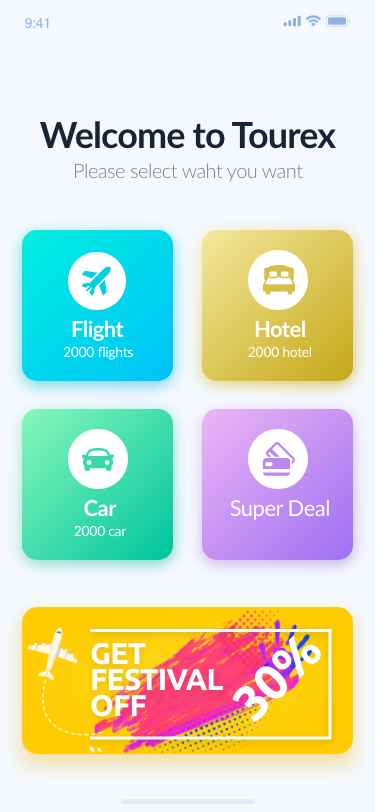 9:41
Welcome to Tourex
Please select waht you want
Flight
2000 flights
Hotel
2000 hotel
Car
2000 car
Super Deal
GET
FESTIVAL
OFF
30%